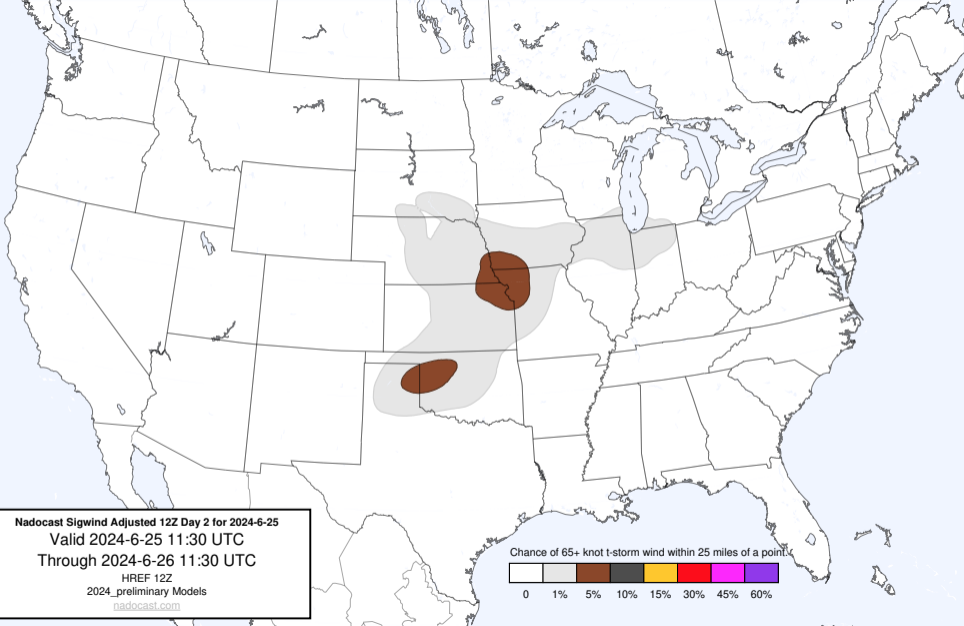 Nadocast Sigwind Adjusted 12Z Day 2 for 2024-6-25
Valid 2024-6-25 11:30 UTC
Through 2024-6-26 11:30 UTC
HREF 12Z
2024_preliminary Models
nadocast.com
Chance of 65+ knot t-storm wind within 25 miles of a point.
0 1% 5% 10% 15% 30% 45% 60%